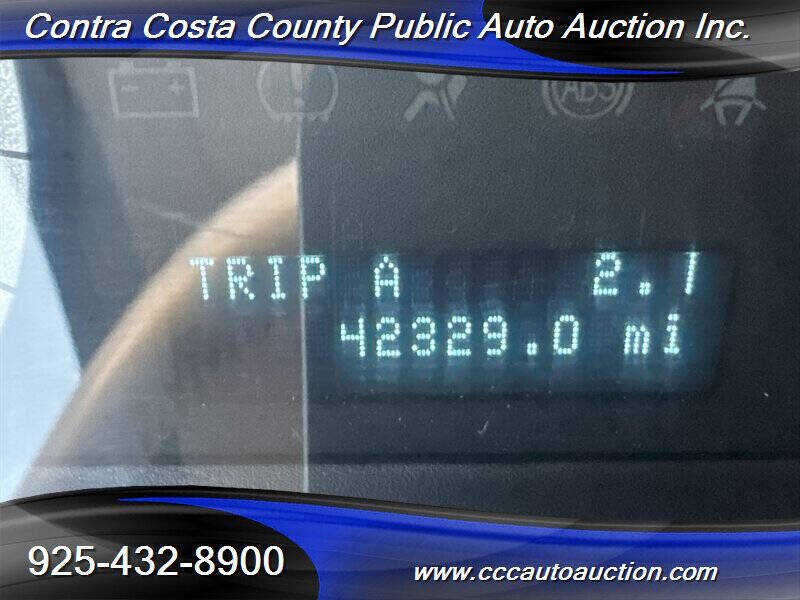 Contra Costa County Public Auto Auction Inc.
ABS
TRIP A 2.1
42329.0 mi
925-432-8900
www.cccautoauction.com